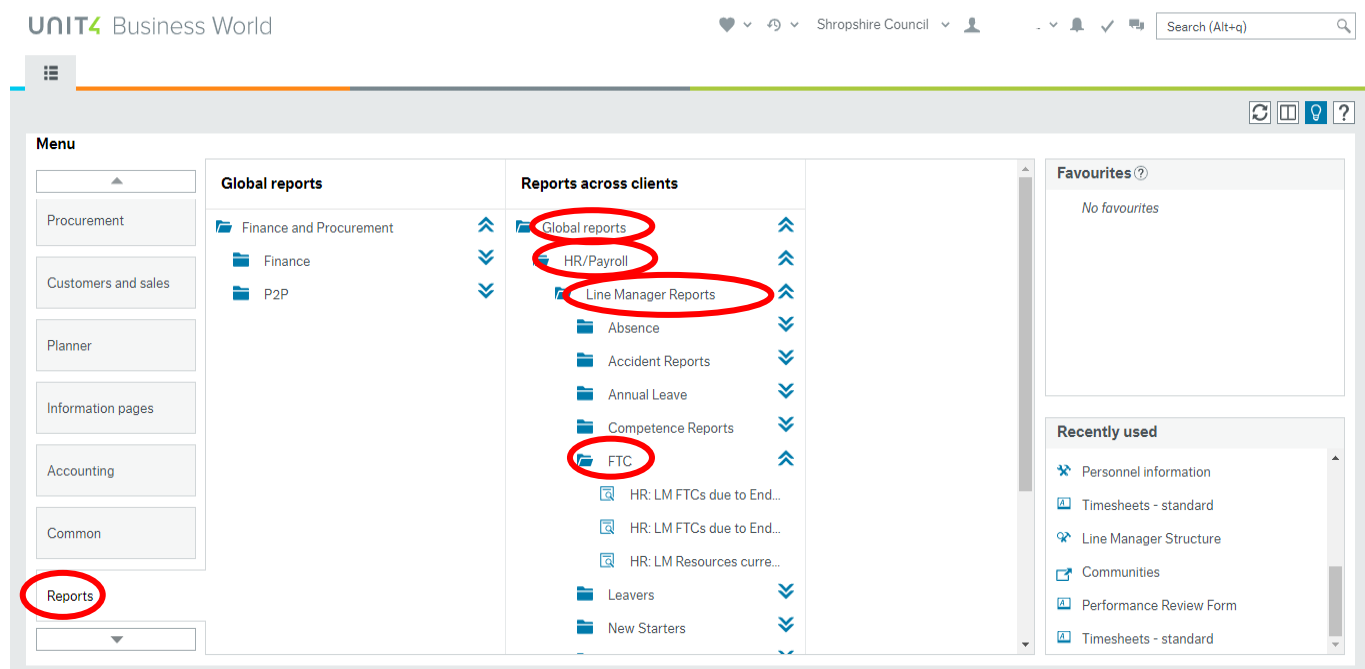 UNIT4 Business World
Shropshire Council
Search (Alt+q)
Menu
Procurement
Customers and sales
Planner
Information pages
Accounting
Common
Reports
Global reports
Finance and Procurement
Finance
P2P
Reports across clients
Global reports
HR/Payroll
Line Manager Reports
Absence
Accident Reports
Annual Leave
Competence Reports
FTC
HR: LM FTCs due to End...
HR: LM FTCs due to End...
HR: LM Resources curre...
Leavers
New Starters
Favourites ?
No favourites
Recently used
Personnel information
Timesheets - standard
Line Manager Structure
Communities
Performance Review Form
Timesheets - standard